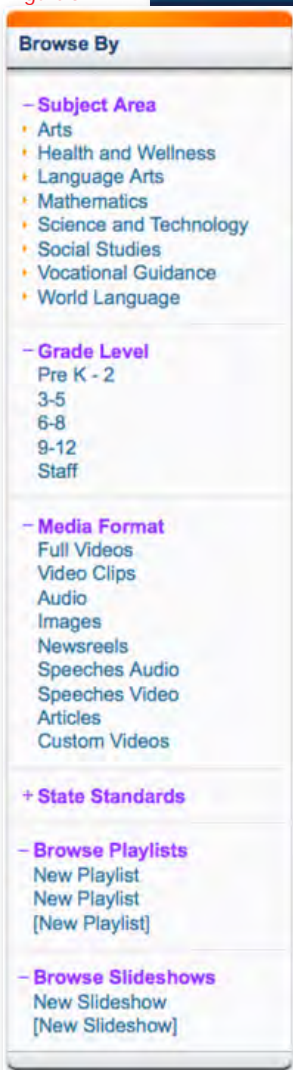 Browse By
– Subject Area
Arts
Health and Wellness
Language Arts
Mathematics
Science and Technology
Social Studies
Vocational Guidance
World Language
– Grade Level
Pre K - 2
3-5
6-8
9-12
Staff
– Media Format
Full Videos
Video Clips
Audio
Images
Newsreels
Speeches Audio
Speeches Video
Articles
Custom Videos
+ State Standards
– Browse Playlists
New Playlist
New Playlist
[New Playlist]
– Browse Slideshows
New Slideshow
[New Slideshow]